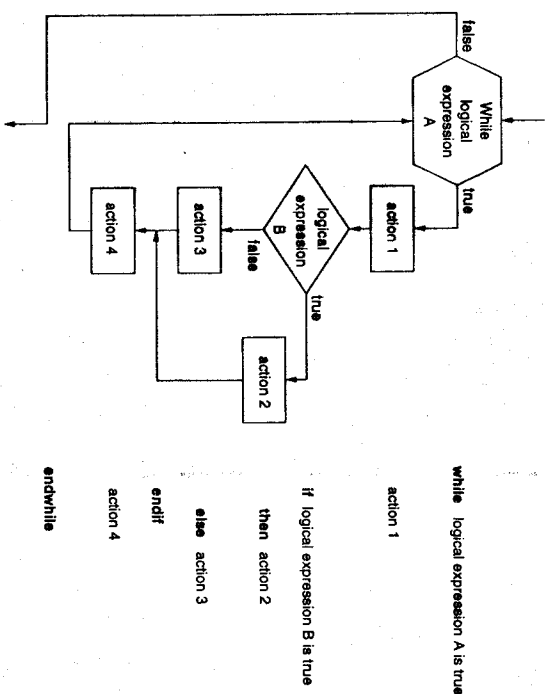 While
logical
expression
A
false
true
action 1
logical
expression
B
true
false
action 2
action 3
action 4
while logical expression A is true
action 1
if logical expression B is true
then action 2
else action 3
endif
action 4
endwhile